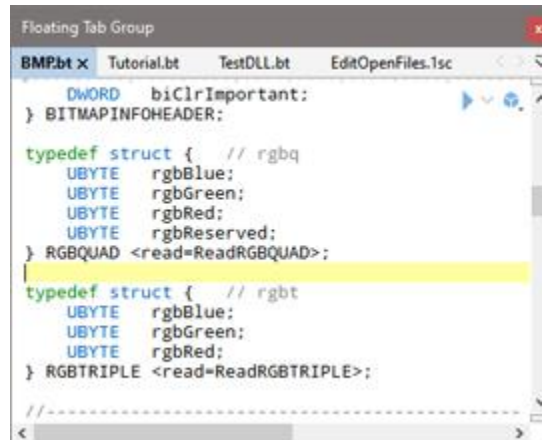 Floating Tab Group
BMP.bt Tutorial.bt TestDLL.bt EditOpenFiles.1sc
    DWORD   biClrImportant;
} BITMAPINFOHEADER;

typedef struct {   // rgbq
    UBYTE   rgbBlue;
    UBYTE   rgbGreen;
    UBYTE   rgbRed;
    UBYTE   rgbReserved;
} RGBQUAD <read=ReadRGBQUAD>;

typedef struct {   // rgbt
    UBYTE   rgbBlue;
    UBYTE   rgbGreen;
    UBYTE   rgbRed;
} RGBTRIPLE <read=ReadRGBTRIPLE>;

//--------------------------------------------